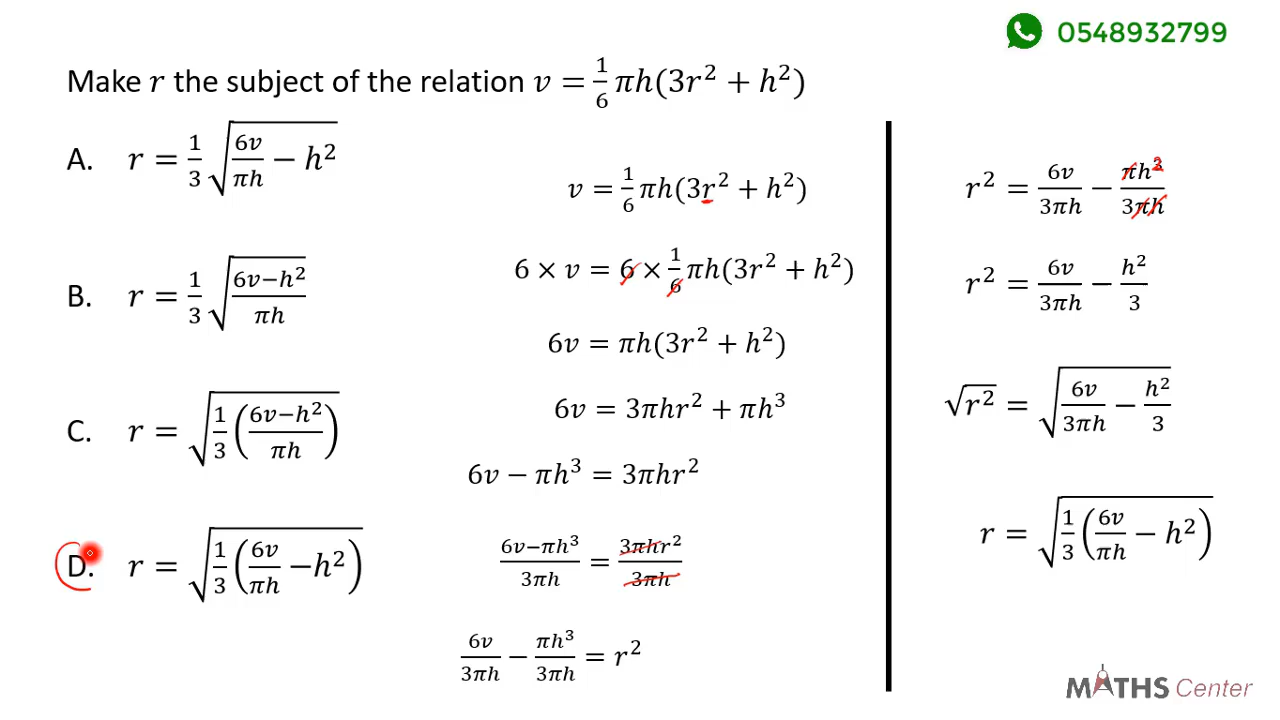 0548932799
Make r the subject of the relation v = 1/6 πh(3r² + h²)
A. r = 1/3 √(6v/πh − h²)
B. r = 1/3 √((6v−h²)/πh)
C. r = √(1/3 ((6v−h²)/πh))
D. r = √(1/3 (6v/πh −h²))
v = 1/6 πh(3r² + h²)
6 × v = 6 × 1/6 πh(3r² + h²)
6v = πh(3r² + h²)
6v = 3πhr² + πh³
6v − πh³ = 3πhr²
(6v−πh³)/3πh = 3πhr²/3πh
6v/3πh − πh³/3πh = r²
r² = 6v/3πh − πh³/3πh
2
r² = 6v/3πh − h²/3
√r² = √(6v/3πh − h²/3)
r = √(1/3 (6v/πh − h²))
MATHS Center